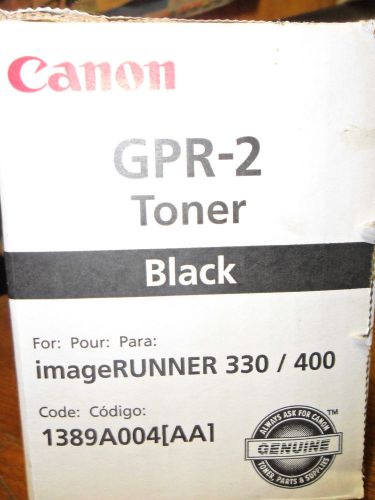 Canon
GPR-2
Toner
Black
For: Pour: Para:
imageRUNNER 330 / 400
Code: Código:
1389A004[AA]
ALWAYS ASK FOR CANON
™
GENUINE
TONER, PARTS & SUPPLIES